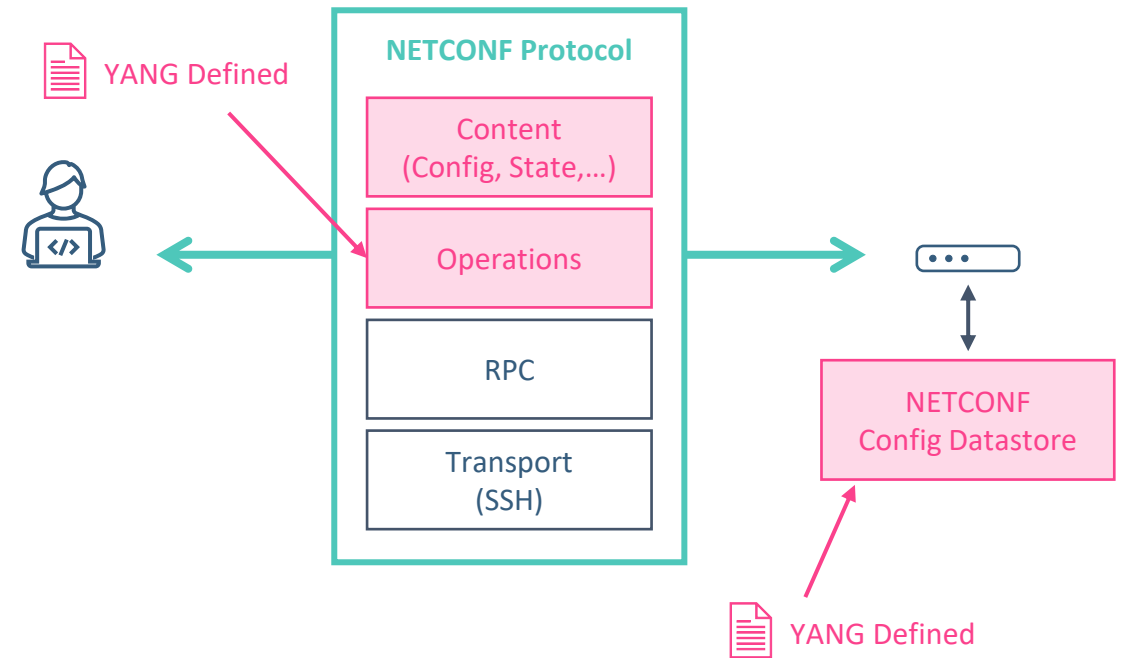 NETCONF Protocol
YANG Defined
Content
(Config, State,…)
Operations
</>
RPC
NETCONF
Config Datastore
Transport
(SSH)
YANG Defined